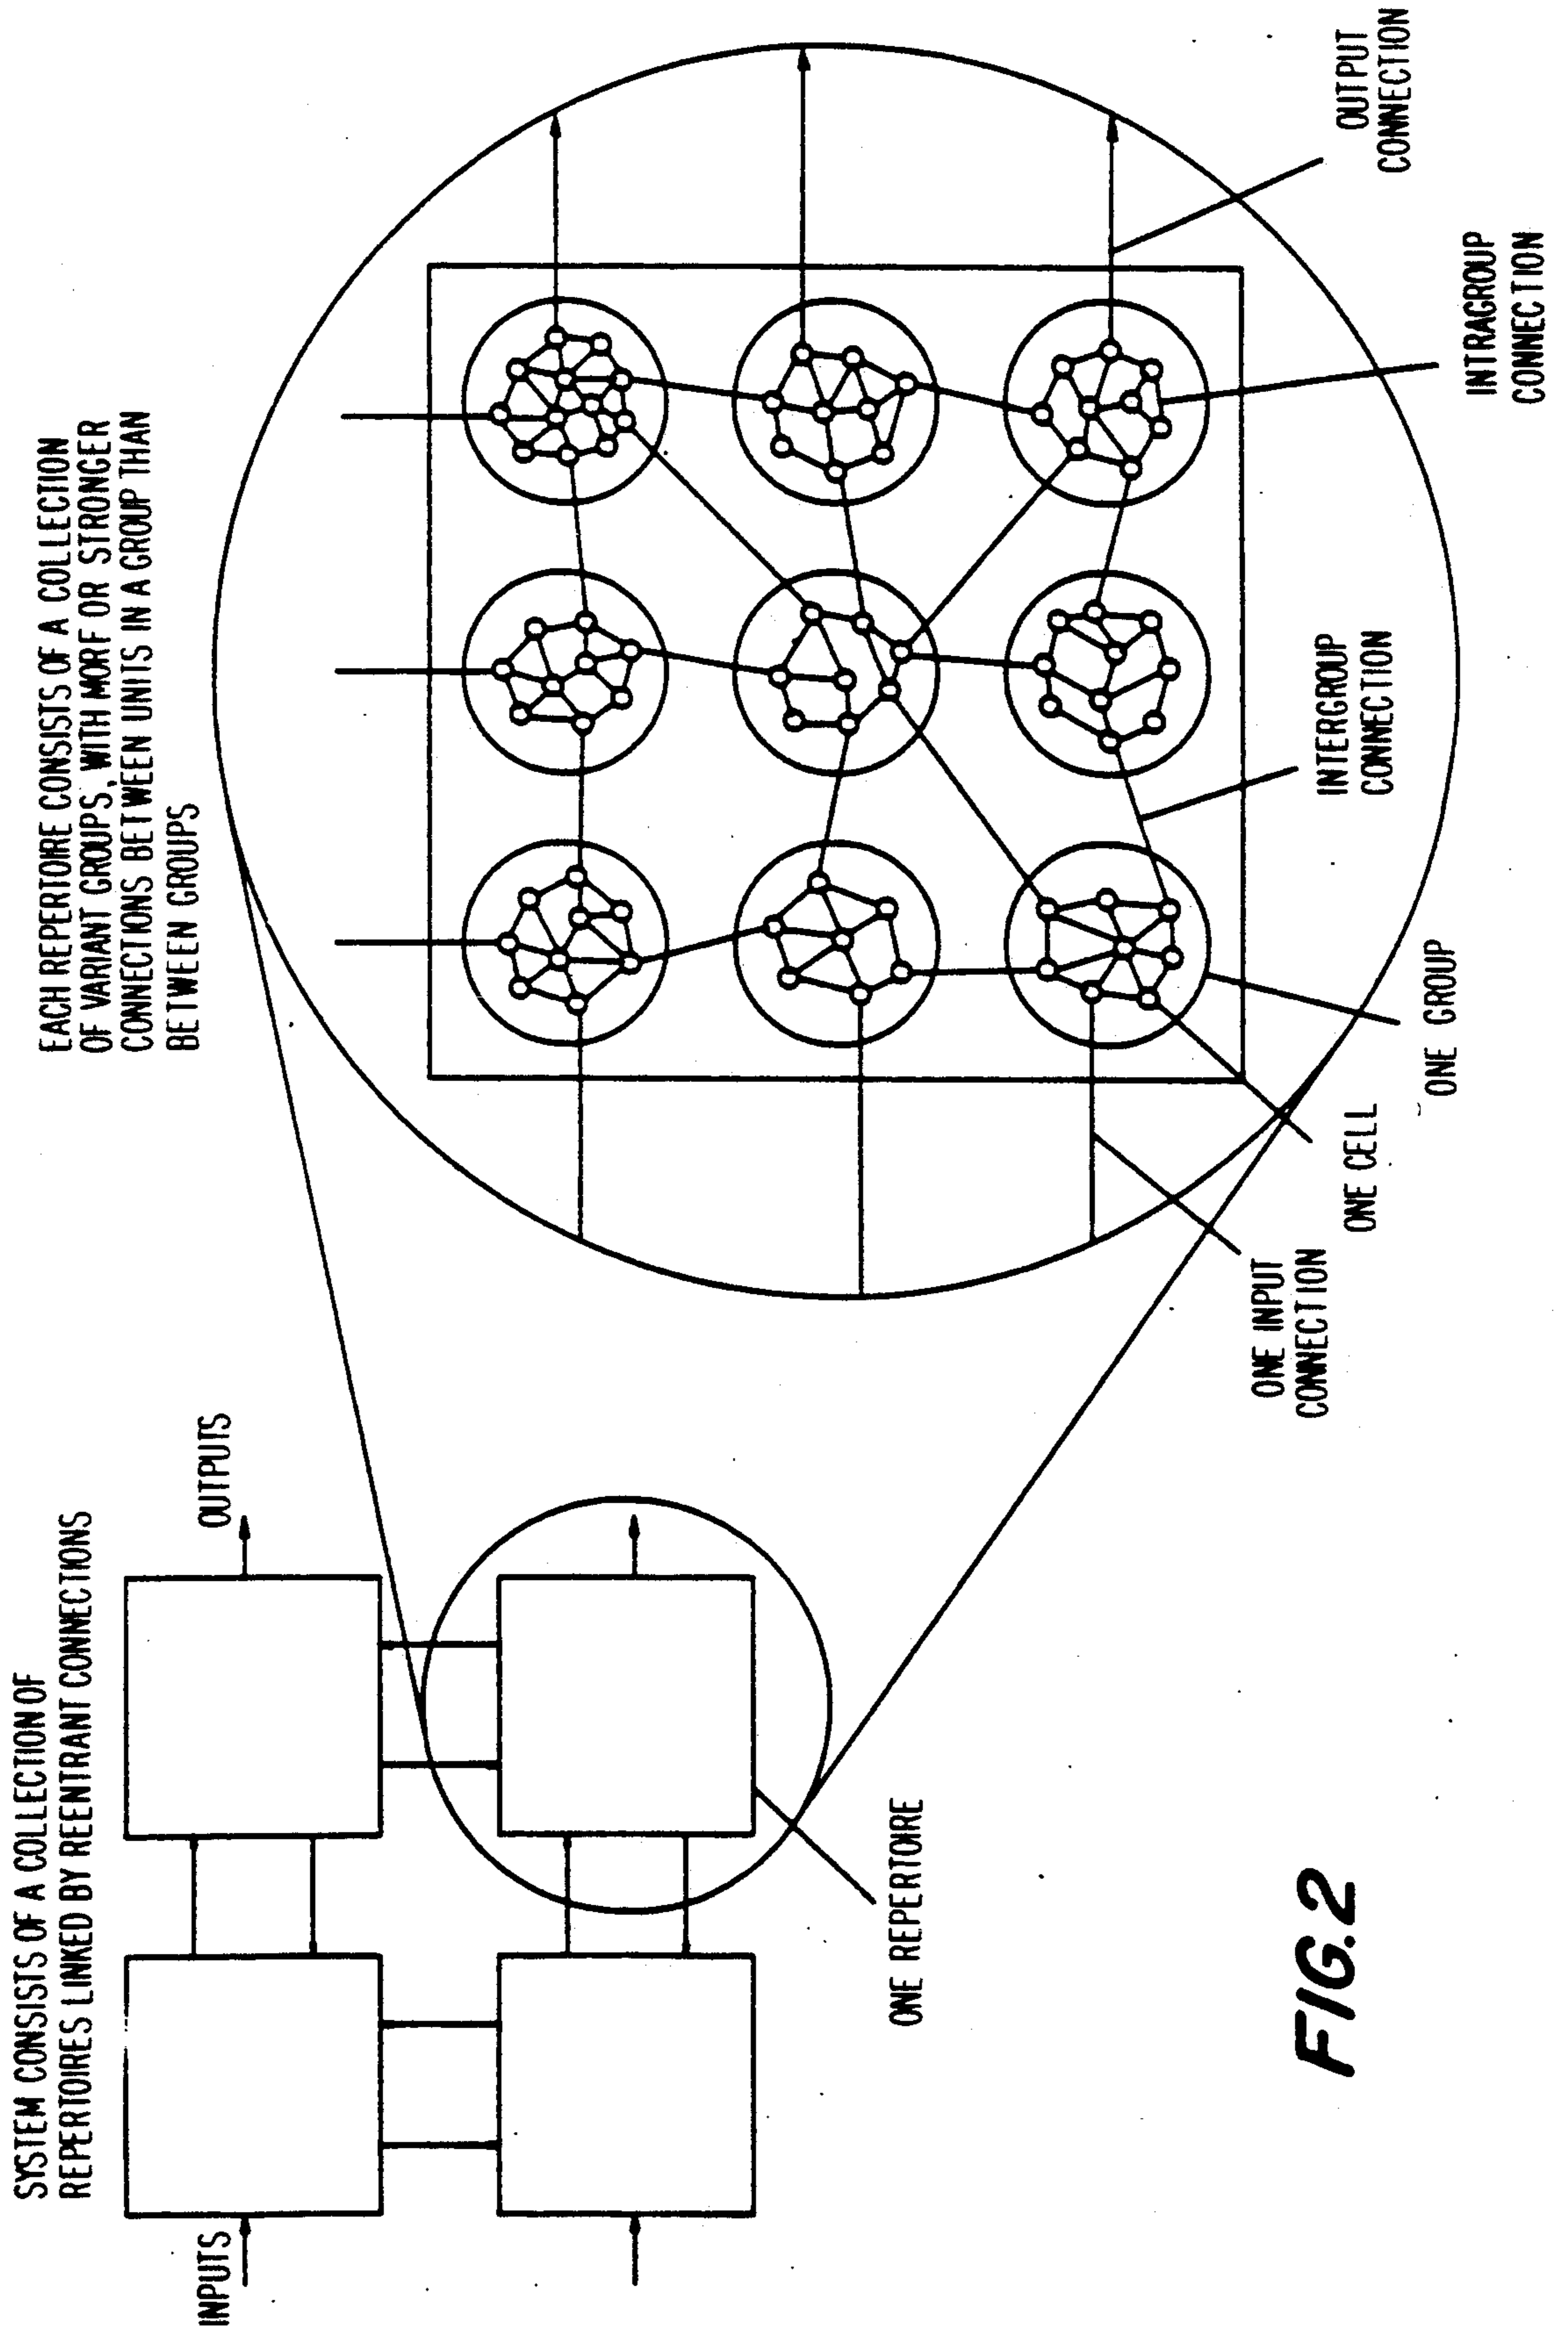 SYSTEM CONSISTS OF A COLLECTION OF
REPERTOIRES LINKED BY REENTRANT CONNECTIONS
INPUTS
OUTPUTS
ONE REPERTOIRE
EACH REPERTOIRE CONSISTS OF A COLLECTION
OF VARIANT GROUPS, WITH MORF OR STRONGER
CONNECTIONS BETWEEN UNITS IN A GROUP THAN
BETWEEN GROUPS
ONE INPUT
CONNECTION
ONE CELL
ONE GROUP
INTERGROUP
CONNECTION
INTRAGROUP
CONNECTION
OUTPUT
CONNECTION
FIG.2